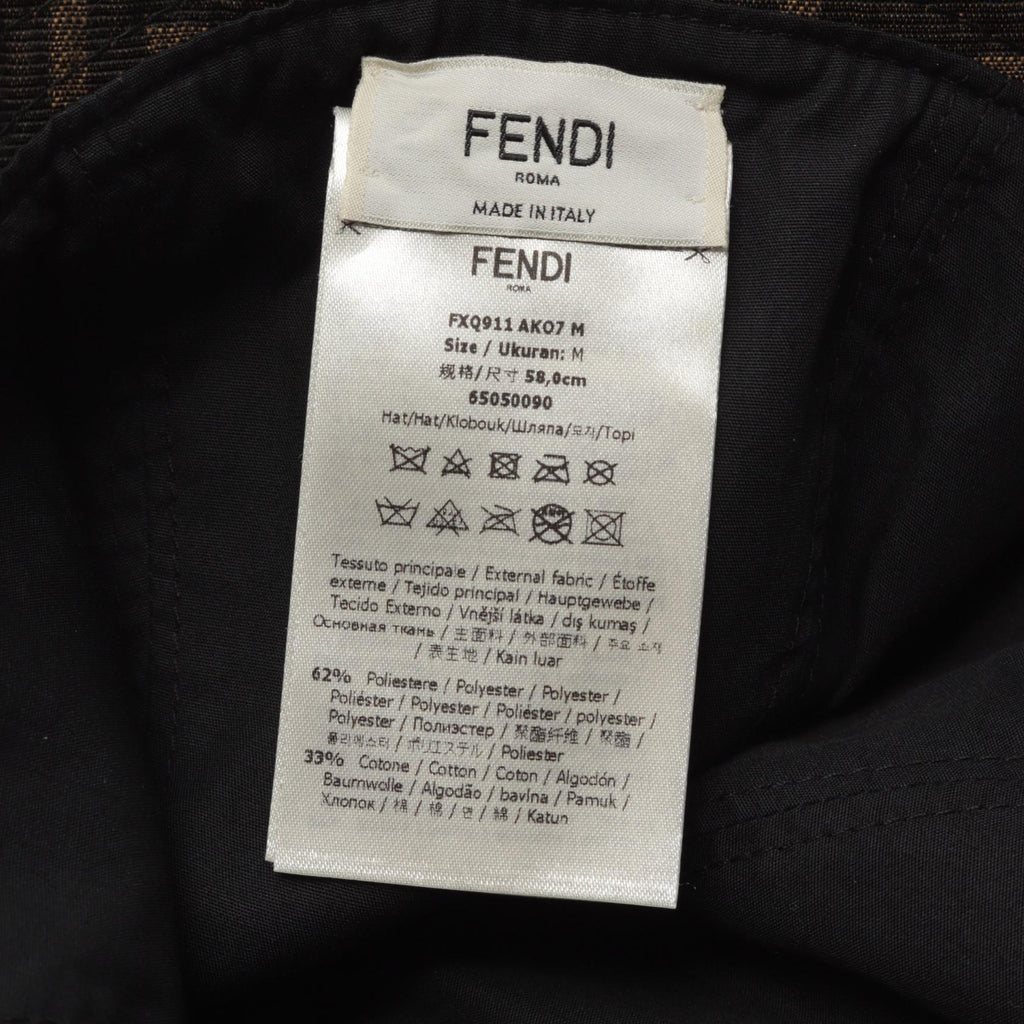 FENDI
ROMA
MADE IN ITALY
FENDI
ROMA
FXQ911 AKO7 M
Size / Ukuran: M
规格/尺寸 58,0cm
65050090
Hat/Hat/Klobouk/Шляпа/모자/Topi
Tessuto principale / External fabric / Étoffe
externe / Tejido principal / Hauptgewebe /
Tecido Externo / Vnější látka / dış kumaş /
Основная ткань / 主面料 / 外部面料 / 주요 소재
/ 表生地 / Kain luar
62% Poliestere / Polyester / Polyester /
Poliéster / Polyester / Poliéster / polyester /
Polyester / Полиэстер / 聚酯纤维 / 聚酯 /
폴리에스터 / ポリエステル / Poliester
33% Cotone / Cotton / Coton / Algodón /
Baumwolle / Algodão / bavlna / Pamuk /
Хлопок / 棉 / 棉 / 면 / 綿 / Katun